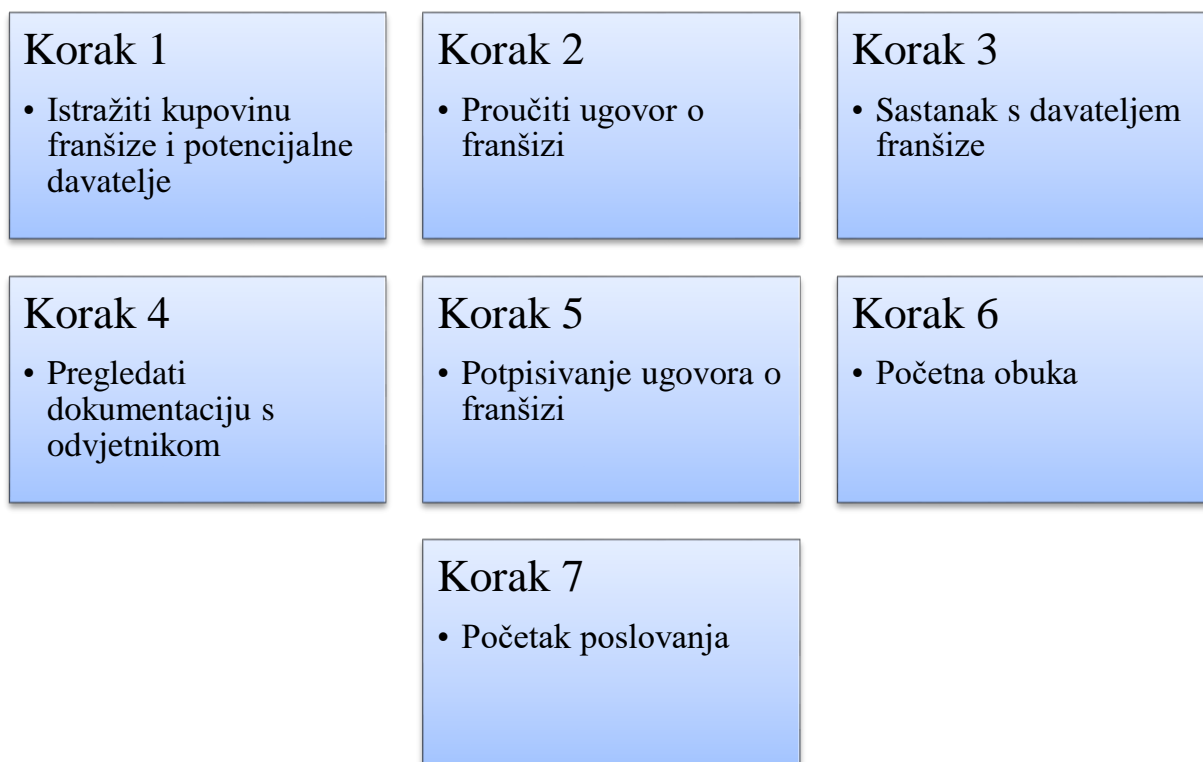 Korak 1
• Istražiti kupovinu
franšize i potencijalne
davatelje
Korak 2
• Proučiti ugovor o
franšizi
Korak 3
• Sastanak s davateljem
franšize
Korak 4
• Pregledati
dokumentaciju s
odvjetnikom
Korak 5
• Potpisivanje ugovora o
franšizi
Korak 6
• Početna obuka
Korak 7
• Početak poslovanja